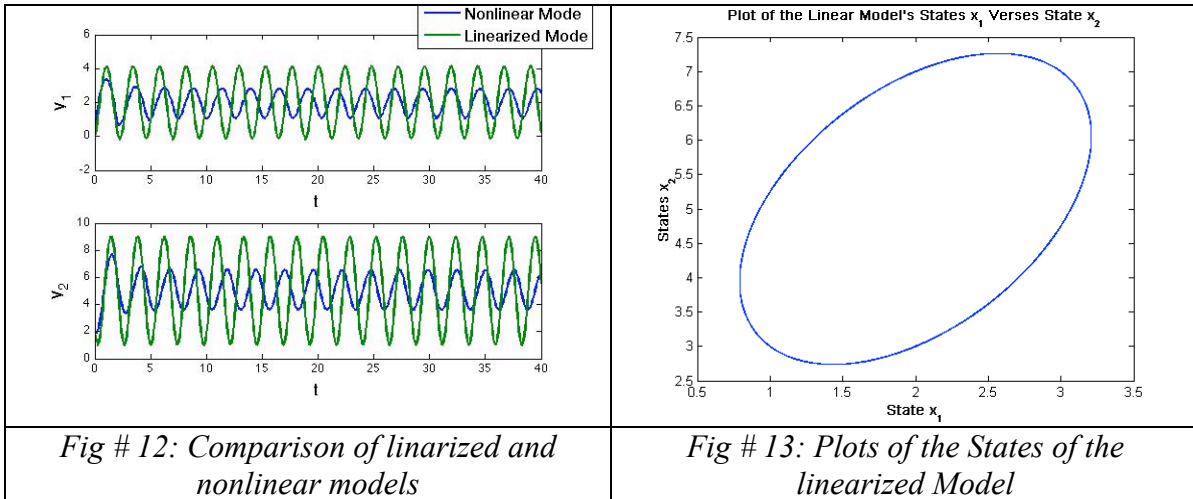 Nonlinear Mode
Linearized Mode
6
4
2
0
-2
y1
0 5 10 15 20 25 30 35 40
t
10
8
6
4
2
0
y2
0 5 10 15 20 25 30 35 40
t
Fig # 12: Comparison of linarized and
nonlinear models
Plot of the Linear Model's States x1 Verses State x2
7.5
7
6.5
6
5.5
5
4.5
4
3.5
3
2.5
States x2
0.5 1 1.5 2 2.5 3 3.5
State x1
Fig # 13: Plots of the States of the
linearized Model